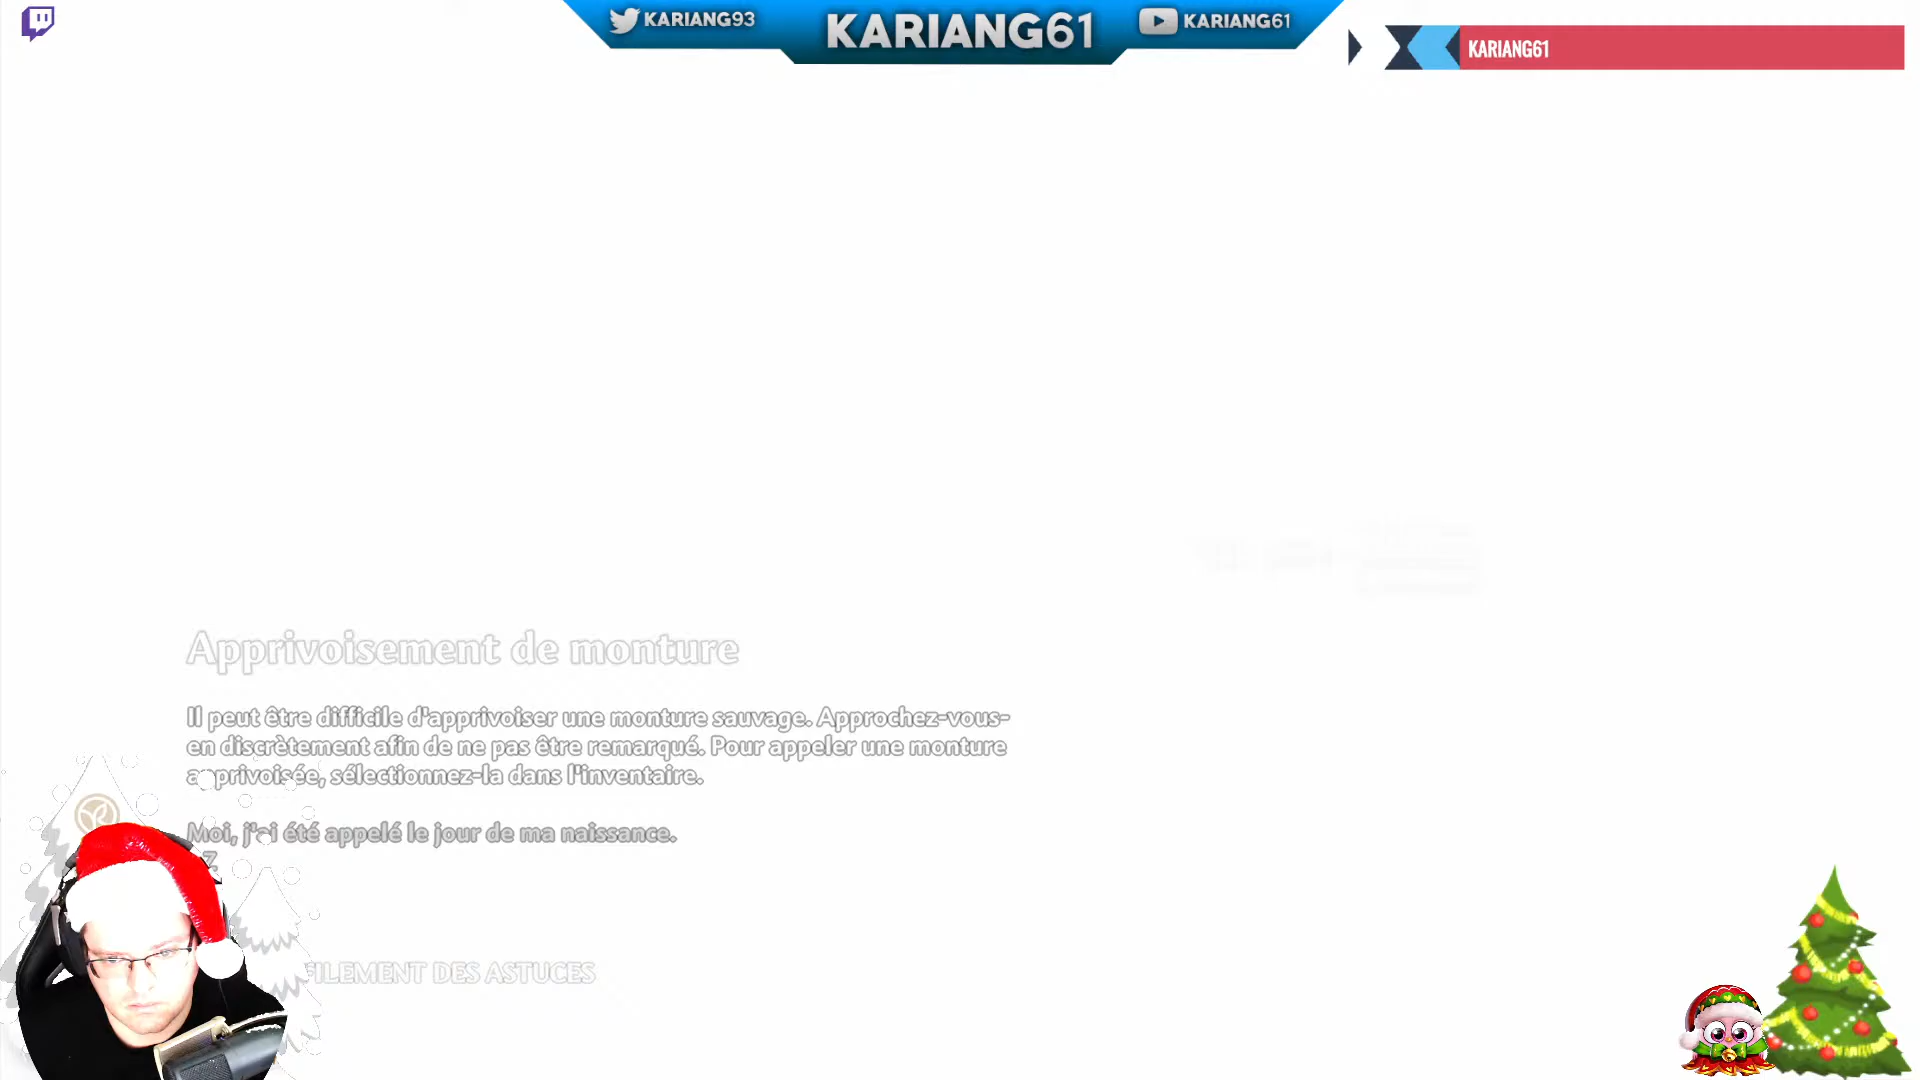 KARIANG93
KARIANG61
KARIANG61
KARIANG61
Apprivoisement de monture
Il peut être difficile d'apprivoiser une monture sauvage. Approchez-vous-
en discrètement afin de ne pas être remarqué. Pour appeler une monture
apprivoisée, sélectionnez-la dans l'inventaire.
Moi, j'ai été appelé le jour de ma naissance.
DES ASTUCES